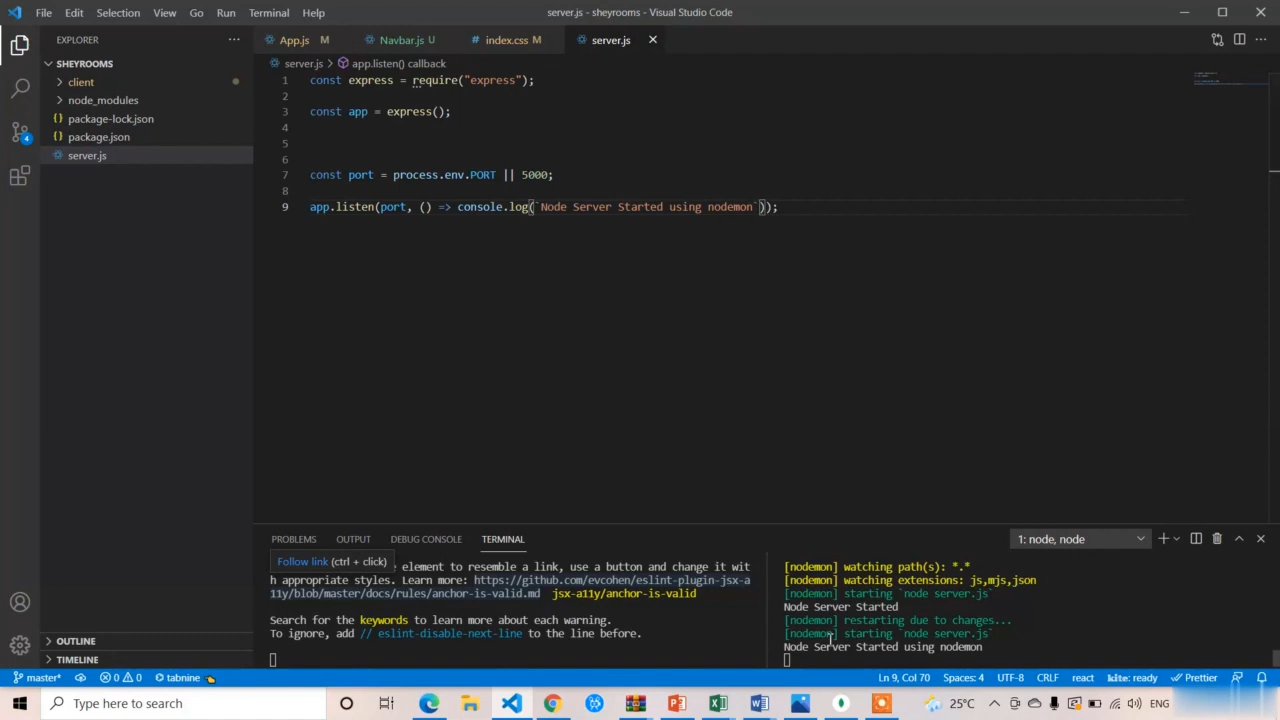 File Edit Selection View Go Run Terminal Help
server.js - sheyrooms - Visual Studio Code
EXPLORER
App.js M
Navbar.js U
index.css M
server.js
SHEYROOMS
client
node_modules
package-lock.json
package.json
server.js
server.js > app.listen() callback
1 const express = require("express");
2
3 const app = express();
4
5
6
7 const port = process.env.PORT || 5000;
8
9 app.listen(port, () => console.log(`Node Server Started using nodemon`));
PROBLEMS OUTPUT DEBUG CONSOLE TERMINAL
1: node, node
Follow link (ctrl + click)
e element to resemble a link, use a button and change it wit
h appropriate styles. Learn more: https://github.com/evcohen/eslint-plugin-jsx-a
11y/blob/master/docs/rules/anchor-is-valid.md jsx-a11y/anchor-is-valid
Search for the keywords to learn more about each warning.
To ignore, add // eslint-disable-next-line to the line before.
[nodemon] watching path(s): *.*
[nodemon] watching extensions: js,mjs,json
[nodemon] starting `node server.js`
Node Server Started
[nodemon] restarting due to changes...
[nodemon] starting `node server.js`
Node Server Started using nodemon
OUTLINE
TIMELINE
master* 0 0 tabnine
Ln 9, Col 70 Spaces: 4 UTF-8 CRLF react kite: ready Prettier
4
Type here to search
25°C
ENG